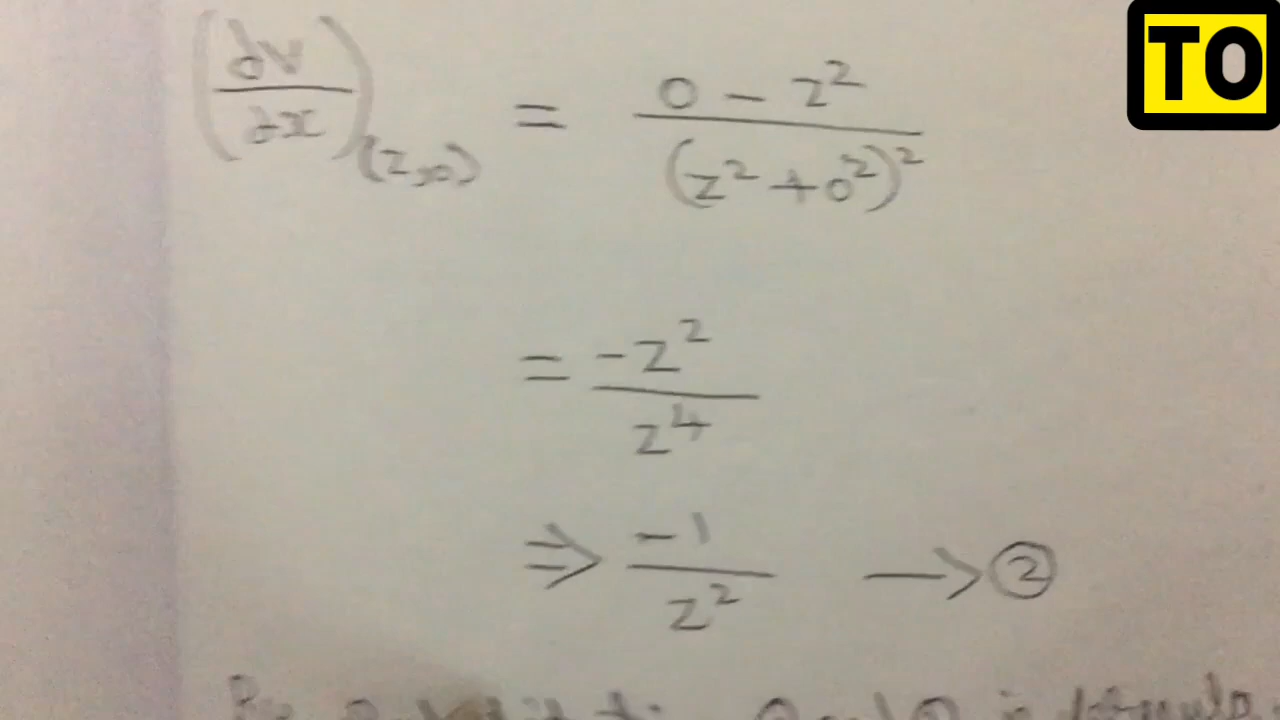 TO
(∂v/∂x)(z,0) = 0 - z² / (z² + 0²)²
= -z² / z⁴
⇒ -1 / z² → ②